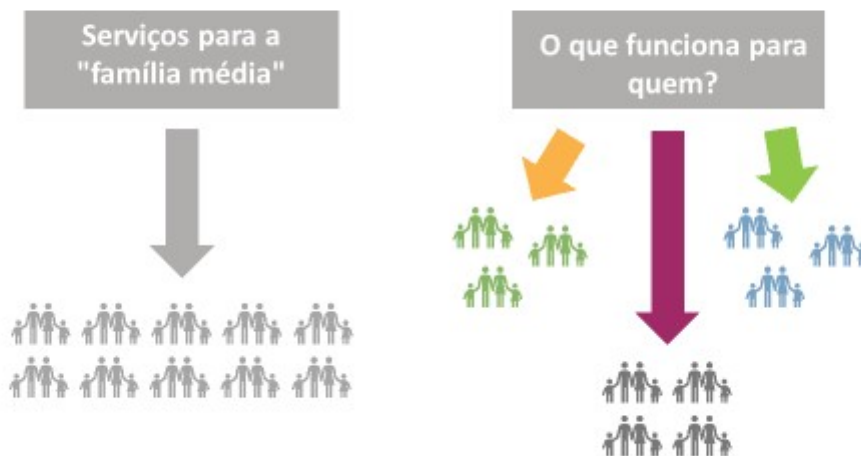 Serviços para a
"família média"
O que funciona para
quem?